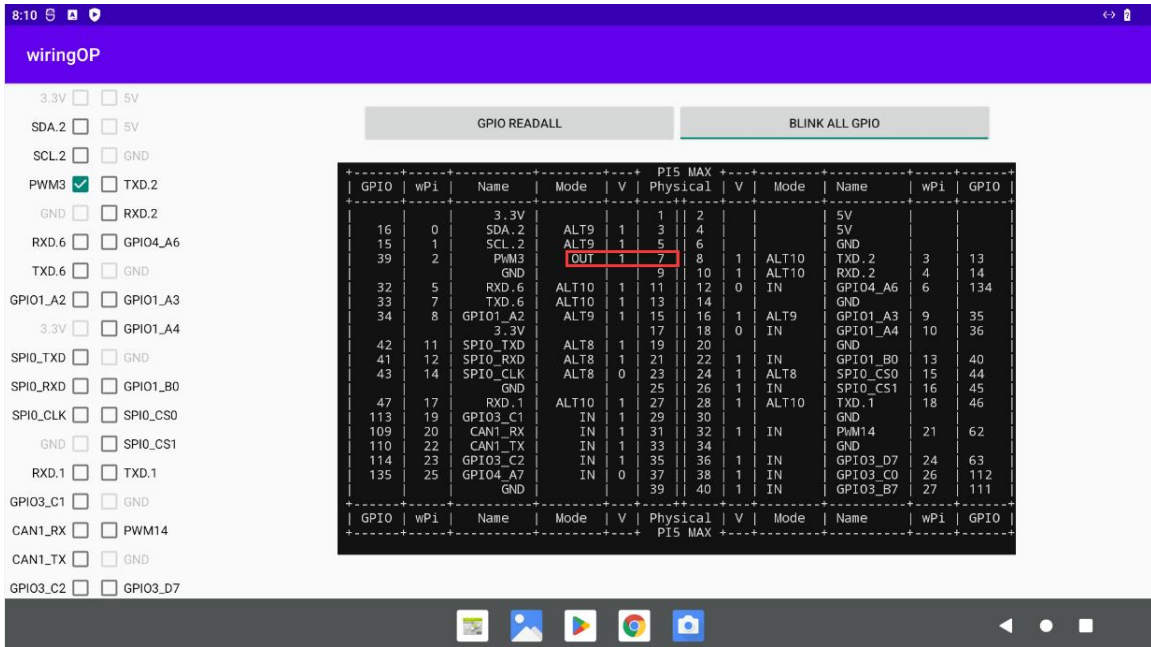 8:10
wiringOP
3.3V 5V
SDA.2 5V
SCL.2 GND
PWM3 TXD.2
GND RXD.2
RXD.6 GPIO4_A6
TXD.6 GND
GPIO1_A2 GPIO1_A3
3.3V GPIO1_A4
SPI0_TXD GND
SPI0_RXD GPIO1_B0
SPI0_CLK SPI0_CS0
GND SPI0_CS1
RXD.1 TXD.1
GPIO3_C1 GND
CAN1_RX PWM14
CAN1_TX GND
GPIO3_C2 GPIO3_D7
GPIO READALL BLINK ALL GPIO
+------+-----+----------+--------+---+ PI5 MAX +---+--------+----------+-----+------+
| GPIO | wPi | Name | Mode | V | Physical | V | Mode | Name | wPi | GPIO |
+------+-----+----------+--------+---+----++----+---+--------+----------+-----+------+
| | | 3.3V | | | 1 || 2 | | | 5V | | |
| 16 | 0 | SDA.2 | ALT9 | 1 | 3 || 4 | | | 5V | | |
| 15 | 1 | SCL.2 | ALT9 | 1 | 5 || 6 | | | GND | | |
| 39 | 2 | PWM3 | OUT | 1 | 7 || 8 | 1 | ALT10 | TXD.2 | 3 | 13 |
| | | GND | | | 9 || 10 | 1 | ALT10 | RXD.2 | 4 | 14 |
| 32 | 5 | RXD.6 | ALT10 | 1 | 11 || 12 | 0 | IN | GPIO4_A6 | 6 | 134 |
| 33 | 7 | TXD.6 | ALT10 | 1 | 13 || 14 | | | GND | | |
| 34 | 8 | GPIO1_A2 | ALT9 | 1 | 15 || 16 | 1 | ALT9 | GPIO1_A3 | 9 | 35 |
| | | 3.3V | | | 17 || 18 | 0 | IN | GPIO1_A4 | 10 | 36 |
| 42 | 11 | SPI0_TXD | ALT8 | 1 | 19 || 20 | | | GND | | |
| 41 | 12 | SPI0_RXD | ALT8 | 1 | 21 || 22 | 1 | IN | GPIO1_B0 | 13 | 40 |
| 43 | 14 | SPI0_CLK | ALT8 | 0 | 23 || 24 | 1 | ALT8 | SPI0_CS0 | 15 | 44 |
| | | GND | | | 25 || 26 | 1 | IN | SPI0_CS1 | 16 | 45 |
| 47 | 17 | RXD.1 | ALT10 | 1 | 27 || 28 | 1 | ALT10 | TXD.1 | 18 | 46 |
| 113 | 19 | GPIO3_C1 | IN | 1 | 29 || 30 | | | GND | | |
| 109 | 20 | CAN1_RX | IN | 1 | 31 || 32 | 1 | IN | PWM14 | 21 | 62 |
| 110 | 22 | CAN1_TX | IN | 1 | 33 || 34 | | | GND | | |
| 114 | 23 | GPIO3_C2 | IN | 1 | 35 || 36 | 1 | IN | GPIO3_D7 | 24 | 63 |
| 135 | 25 | GPIO4_A7 | IN | 0 | 37 || 38 | 1 | IN | GPIO3_C0 | 26 | 112 |
| | | GND | | | 39 || 40 | 1 | IN | GPIO3_B7 | 27 | 111 |
+------+-----+----------+--------+---+----++----+---+--------+----------+-----+------+
| GPIO | wPi | Name | Mode | V | Physical | V | Mode | Name | wPi | GPIO |
+------+-----+----------+--------+---+ PI5 MAX +---+--------+----------+-----+------+